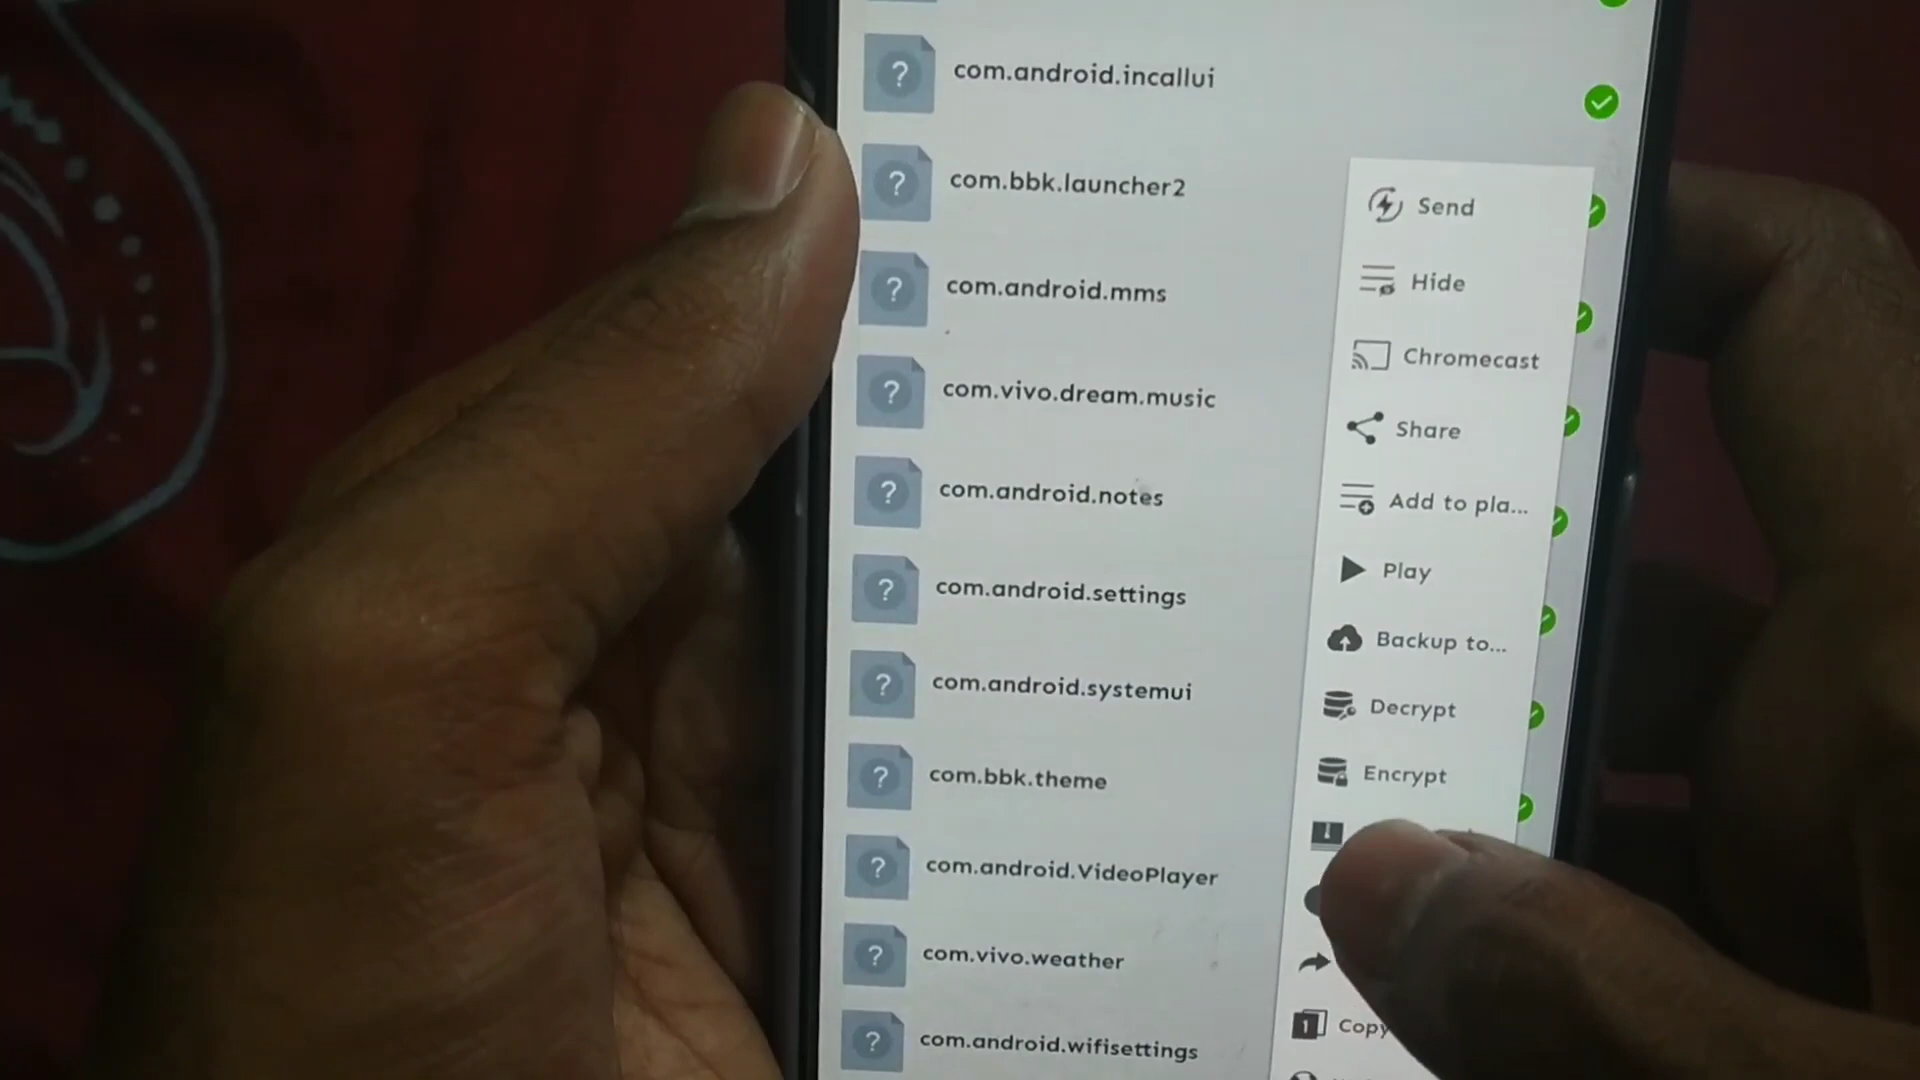 com.android.incallui
com.bbk.launcher2
com.android.mms
com.vivo.dream.music
com.android.notes
com.android.settings
com.android.systemui
com.bbk.theme
com.android.VideoPlayer
com.vivo.weather
com.android.wifisettings
Send
Hide
Chromecast
Share
Add to pla...
Play
Backup to...
Decrypt
Encrypt
Copy